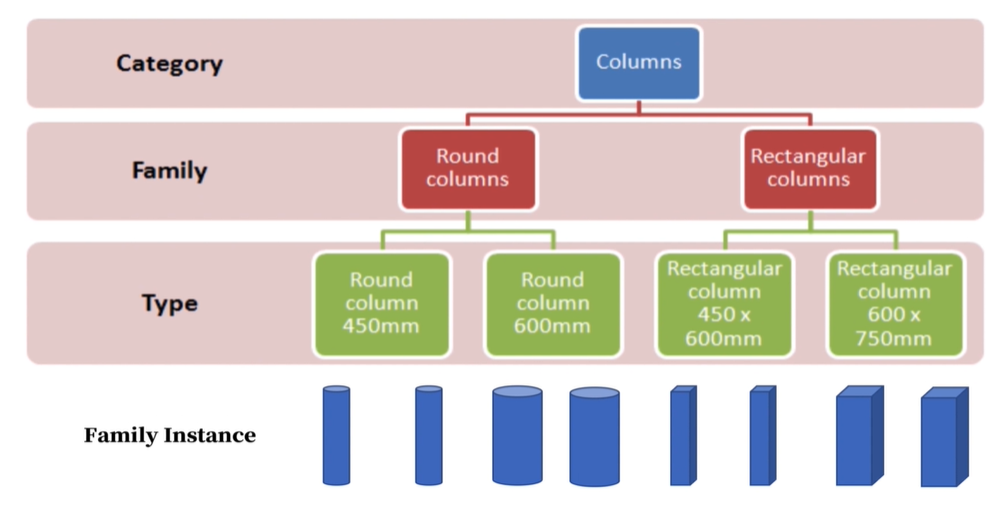 Category
Columns
Family
Round
columns
Rectangular
columns
Type
Round
column
450mm
Round
column
600mm
Rectangular
column
450 x
600mm
Rectangular
column
600 x
750mm
Family Instance